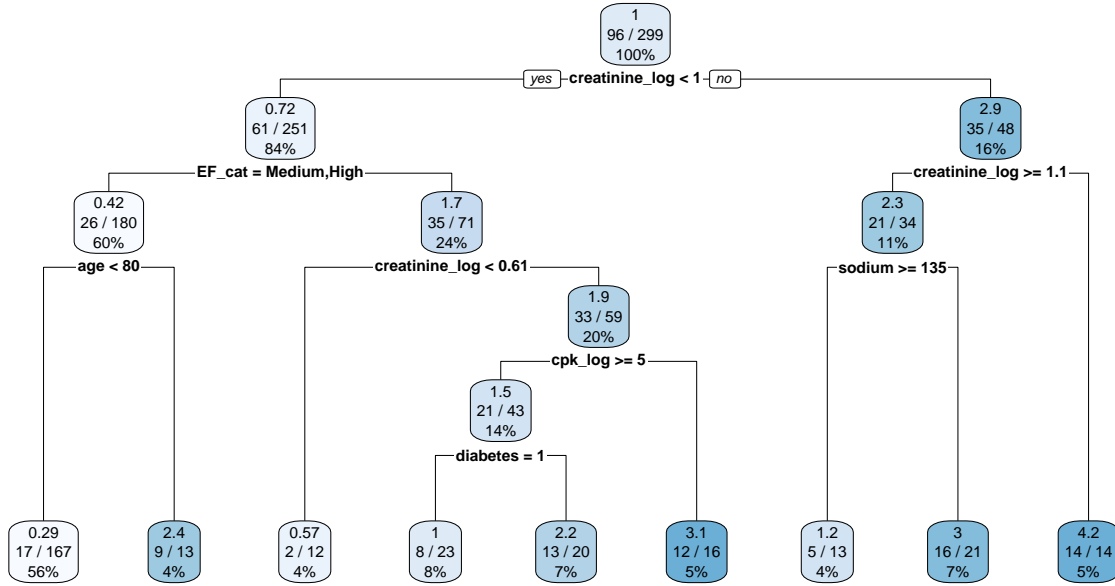 1
96 / 299
100%
yes creatinine_log < 1 no
0.72
61 / 251
84%
2.9
35 / 48
16%
EF_cat = Medium,High
creatinine_log >= 1.1
0.42
26 / 180
60%
1.7
35 / 71
24%
2.3
21 / 34
11%
age < 80
creatinine_log < 0.61
sodium >= 135
1.9
33 / 59
20%
cpk_log >= 5
1.5
21 / 43
14%
diabetes = 1
0.29
17 / 167
56%
2.4
9 / 13
4%
0.57
2 / 12
4%
1
8 / 23
8%
2.2
13 / 20
7%
3.1
12 / 16
5%
1.2
5 / 13
4%
3
16 / 21
7%
4.2
14 / 14
5%